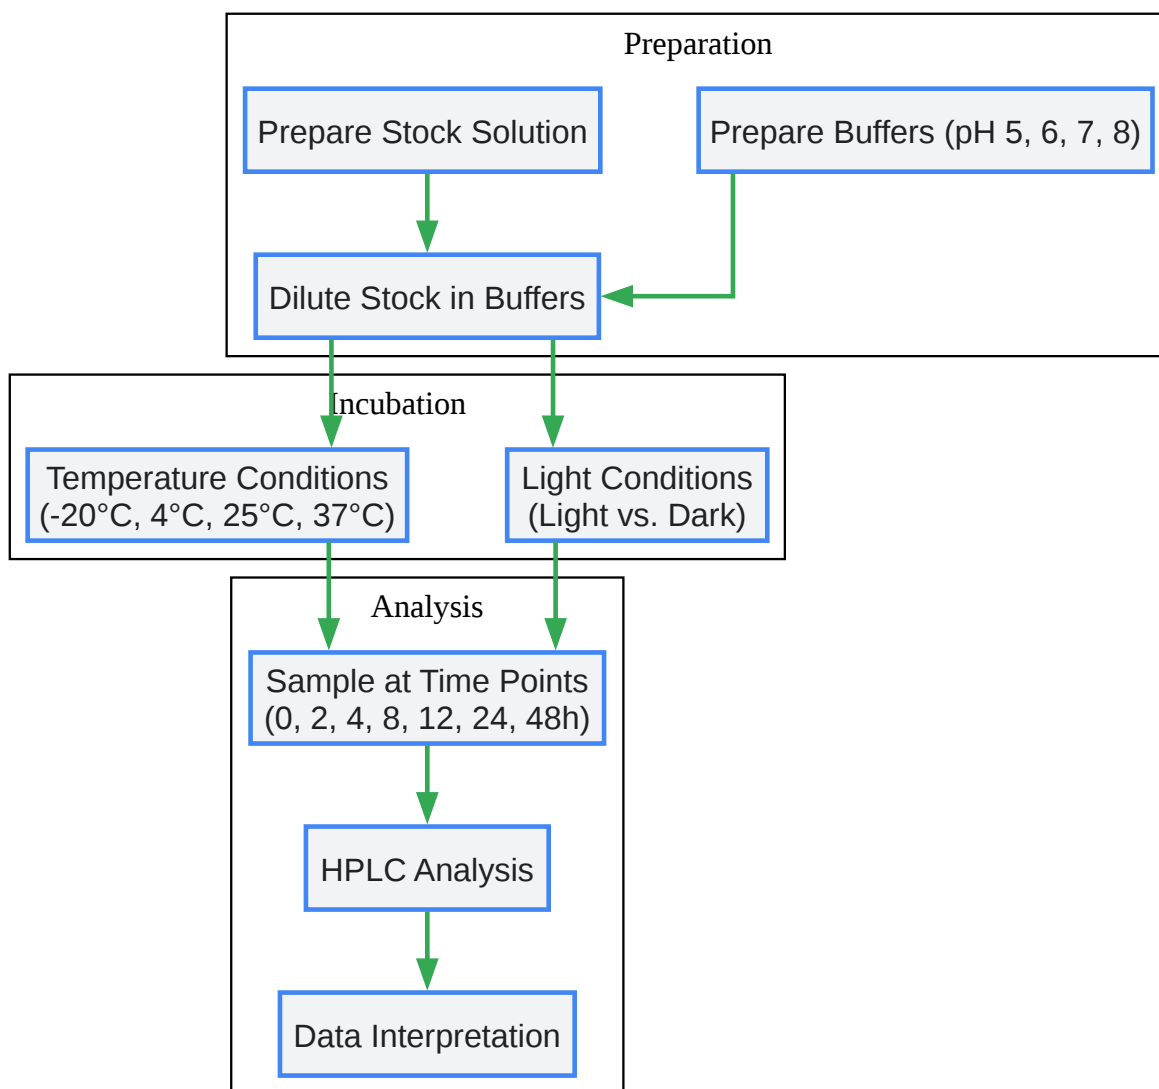 Preparation
Prepare Stock Solution
Prepare Buffers (pH 5, 6, 7, 8)
Dilute Stock in Buffers
Incubation
Temperature Conditions
(-20°C, 4°C, 25°C, 37°C)
Light Conditions
(Light vs. Dark)
Analysis
Sample at Time Points
(0, 2, 4, 8, 12, 24, 48h)
HPLC Analysis
Data Interpretation